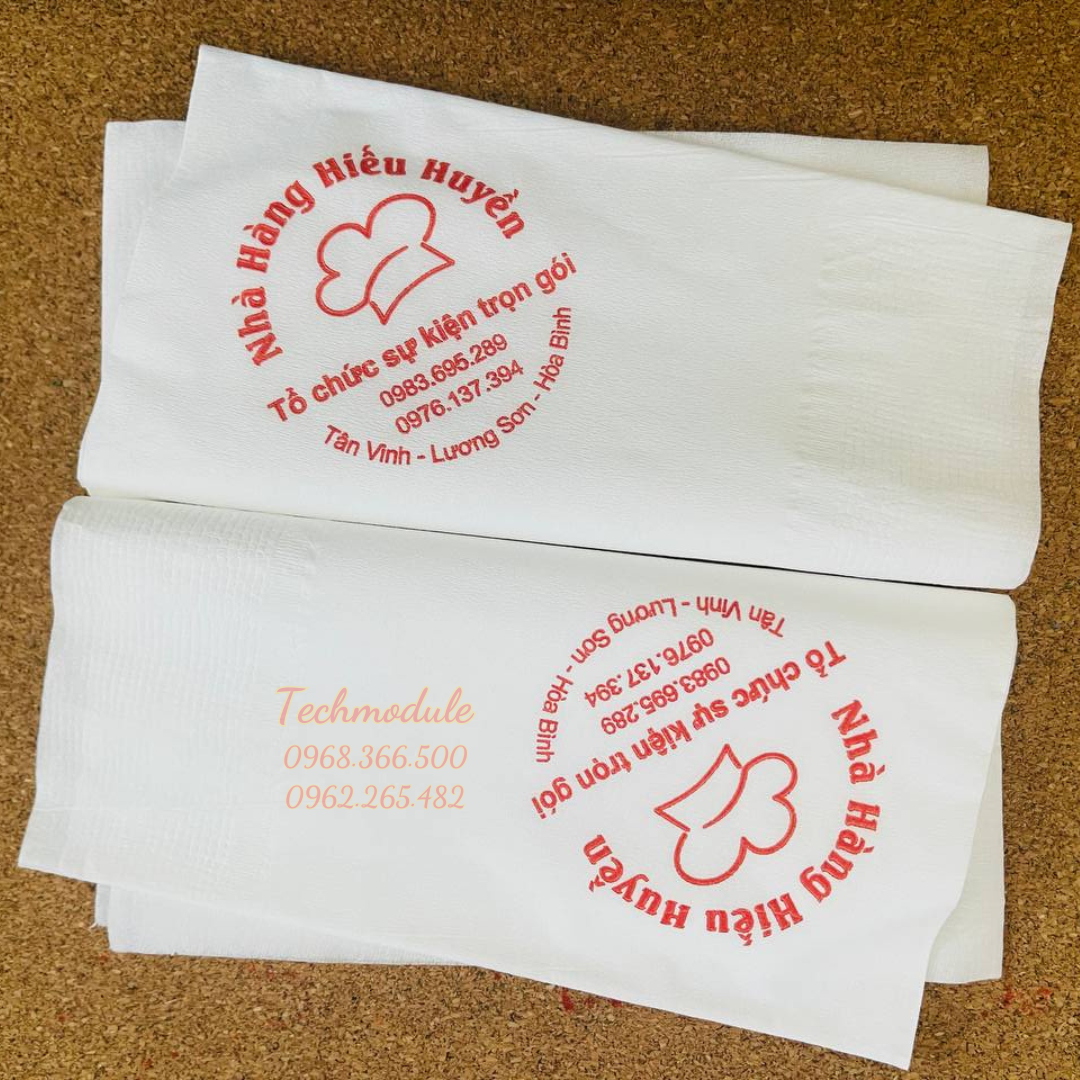 Nhà Hàng Hiếu Huyền
Tổ chức sự kiện trọn gói
0983.695.289
0976.137.394
Tân Vinh - Lương Sơn - Hòa Bình
Techmodule
0968.366.500
0962.265.482
Tân Vinh - Lương Sơn - Hòa Bình
0976.137.394
0983.695.289
Tổ chức sự kiện trọn gói
Nhà Hàng Hiếu Huyền